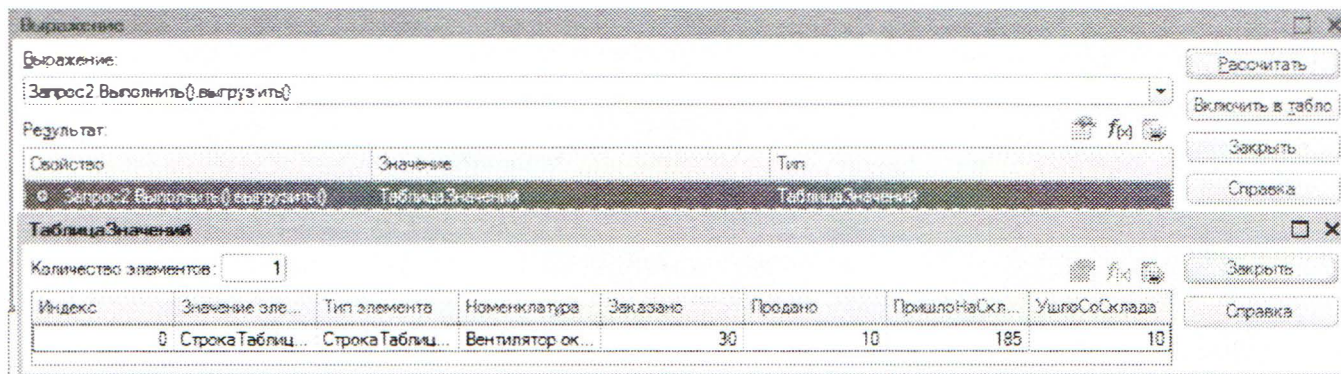 Выражение
Выражение:
Рассчитать
Запрос2.Выполнить().выгрузить()
Включить в табло
Результат:
f(x)
Закрыть
Свойство Значение Тип
Справка
Запрос2.Выполнить().выгрузить() ТаблицаЗначений ТаблицаЗначений
ТаблицаЗначений
Количество элементов: 1
f(x)
Закрыть
Индекс Значение эле... Тип элемента Номенклатура Заказано Продано ПришлоНаСкл... УшлоСоСклада
Справка
0 СтрокаТаблиц... СтрокаТаблиц... Вентилятор ок... 30 10 185 10